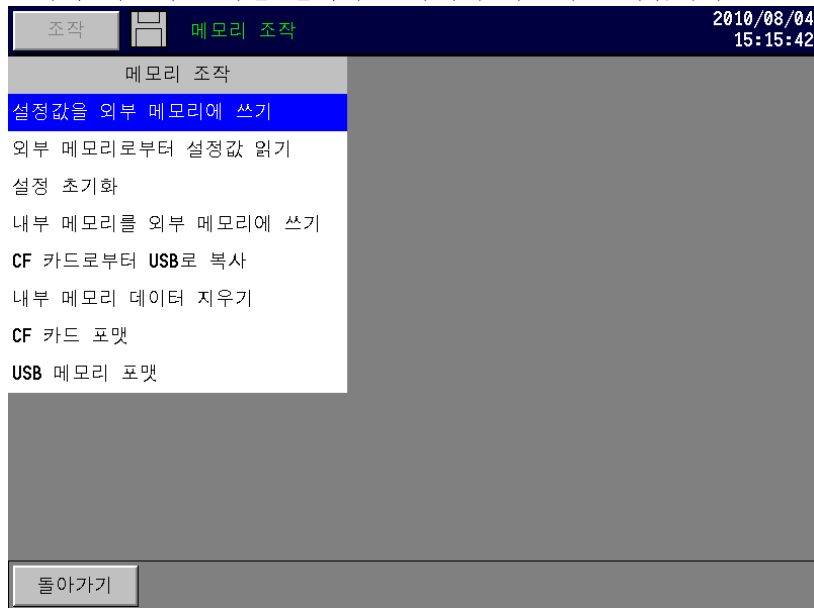 조작
메모리 조작
2010/08/04
15:15:42
메모리 조작
설정값을 외부 메모리에 쓰기
외부 메모리로부터 설정값 읽기
설정 초기화
내부 메모리를 외부 메모리에 쓰기
CF 카드로부터 USB로 복사
내부 메모리 데이터 지우기
CF 카드 포맷
USB 메모리 포맷
돌아가기